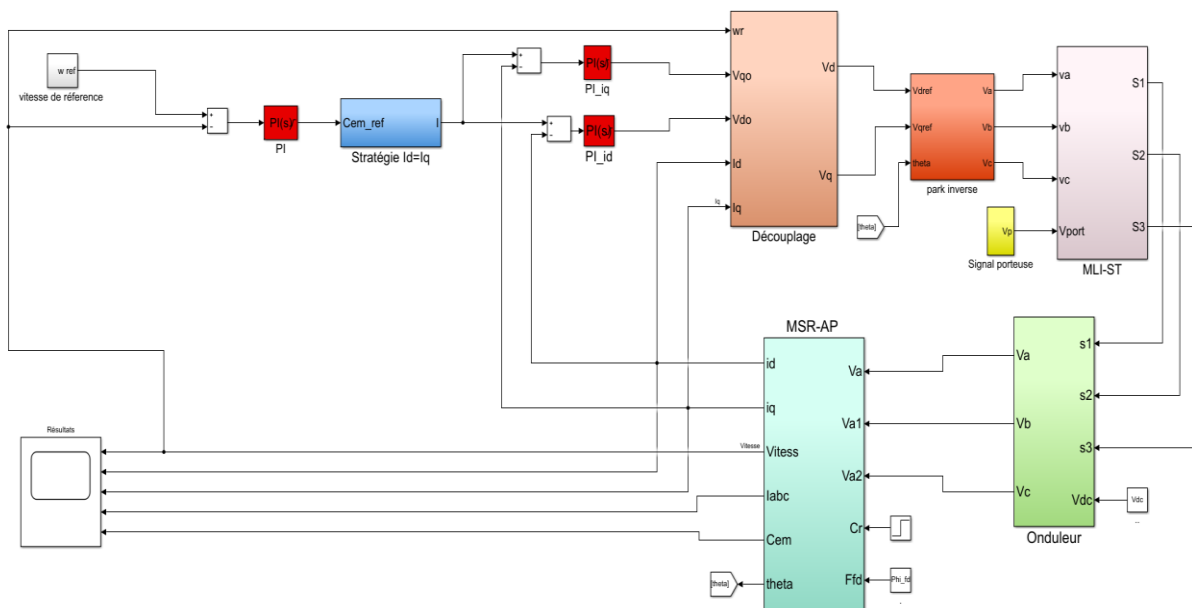 w ref
vitesse de réference
+
-
PI(s)
PI
Cem_ref
I
Stratégie Id=Iq
+
-
PI(s)
PI_iq
+
-
PI(s)
PI_id
wr
Vqo
Vdo
Id
Iq
Iq
Vd
Vq
Découplage
Vdref
Vqref
theta
Va
Vb
Vc
park inverse
[theta]
Vp
Signal porteuse
va
vb
vc
Vport
S1
S2
S3
MLI-ST
MSR-AP
id
iq
Vitesse
Vitess
Iabc
Cem
theta
[theta]
Va
Va1
Va2
Cr
Ffd
Phi_fd
Va
Vb
Vc
s1
s2
s3
Vdc
Vdc
...
Onduleur
Résultats